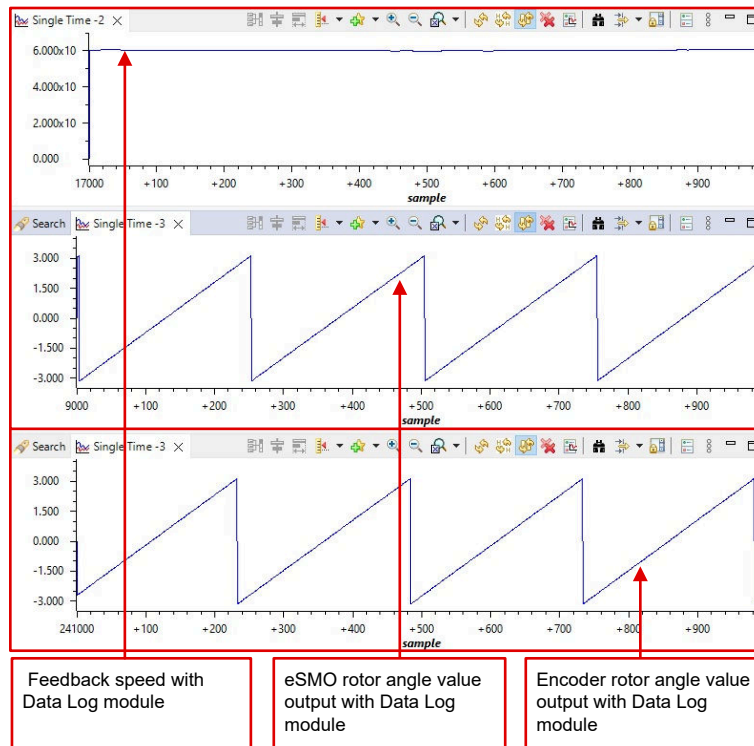 Single Time -2
6.000x10
4.000x10
2.000x10
0.000
17000 +100 +200 +300 +400 +500 +600 +700 +800 +900
sample
Search Single Time -3
3.000
1.500
0.000
-1.500
-3.000
9000 +100 +200 +300 +400 +500 +600 +700 +800 +900
sample
Search Single Time -3
3.000
1.500
0.000
-1.500
-3.000
241000 +100 +200 +300 +400 +500 +600 +700 +800 +900
sample
Feedback speed with
Data Log module
eSMO rotor angle value
output with Data Log
module
Encoder rotor angle value
output with Data Log
module